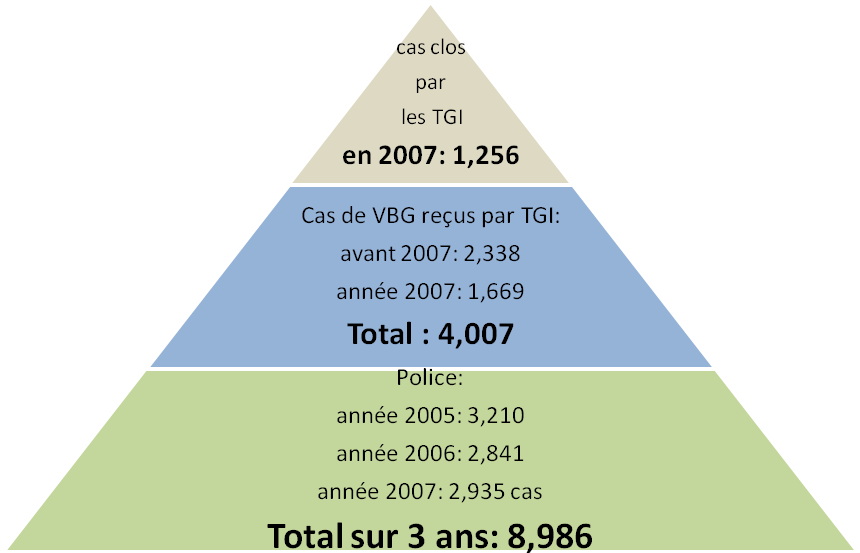 cas clos
par
les TGI
en 2007: 1,256
Cas de VBG reçus par TGI:
avant 2007: 2,338
année 2007: 1,669
Total : 4,007
Police:
année 2005: 3,210
année 2006: 2,841
année 2007: 2,935 cas
Total sur 3 ans: 8,986